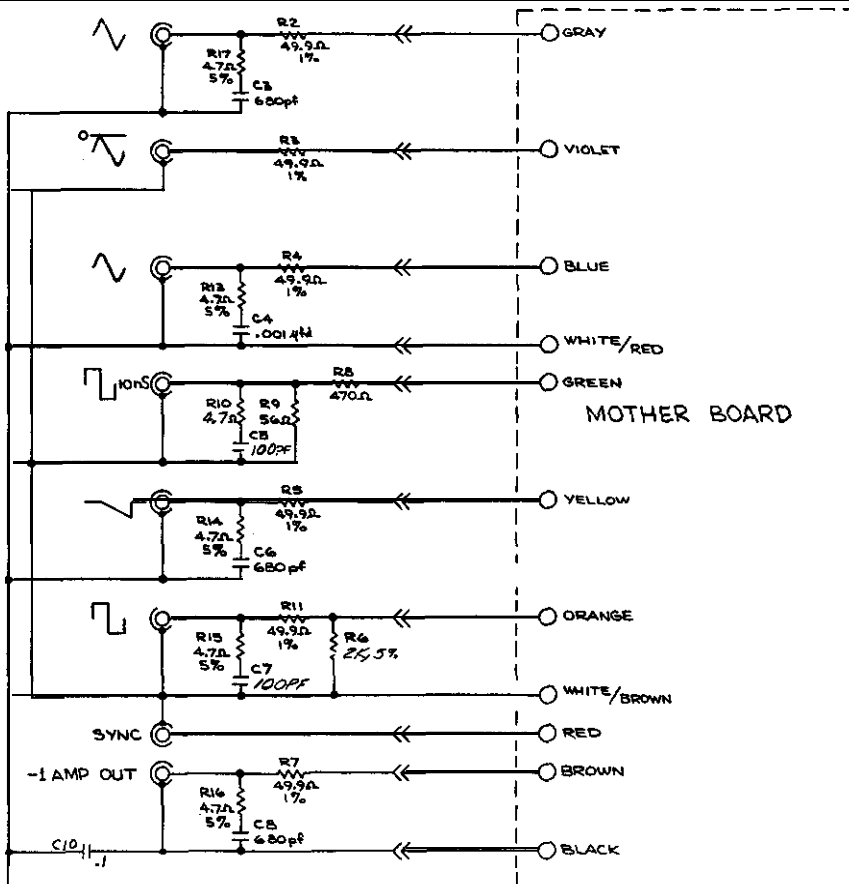 R2
49.9Ω
1%
GRAY
R17
4.7Ω
5%
C3
680pf
R3
49.9Ω
1%
VIOLET
R4
49.9Ω
1%
BLUE
R13
4.7Ω
5%
C4
.001µfd
WHITE/RED
10nS
R8
470Ω
GREEN
R10
4.7Ω
R9
56Ω
C5
100PF
MOTHER BOARD
R5
49.9Ω
1%
YELLOW
R14
4.7Ω
5%
C6
680pf
R11
49.9Ω
1%
ORANGE
R15
4.7Ω
5%
R6
2K, 5%
C7
100PF
WHITE/BROWN
SYNC
RED
-1 AMP OUT
R7
49.9Ω
1%
BROWN
R16
4.7Ω
5%
C8
680pf
C10
.1
BLACK